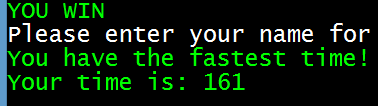 YOU WIN
Please enter your name for
You have the fastest time!
Your time is: 161